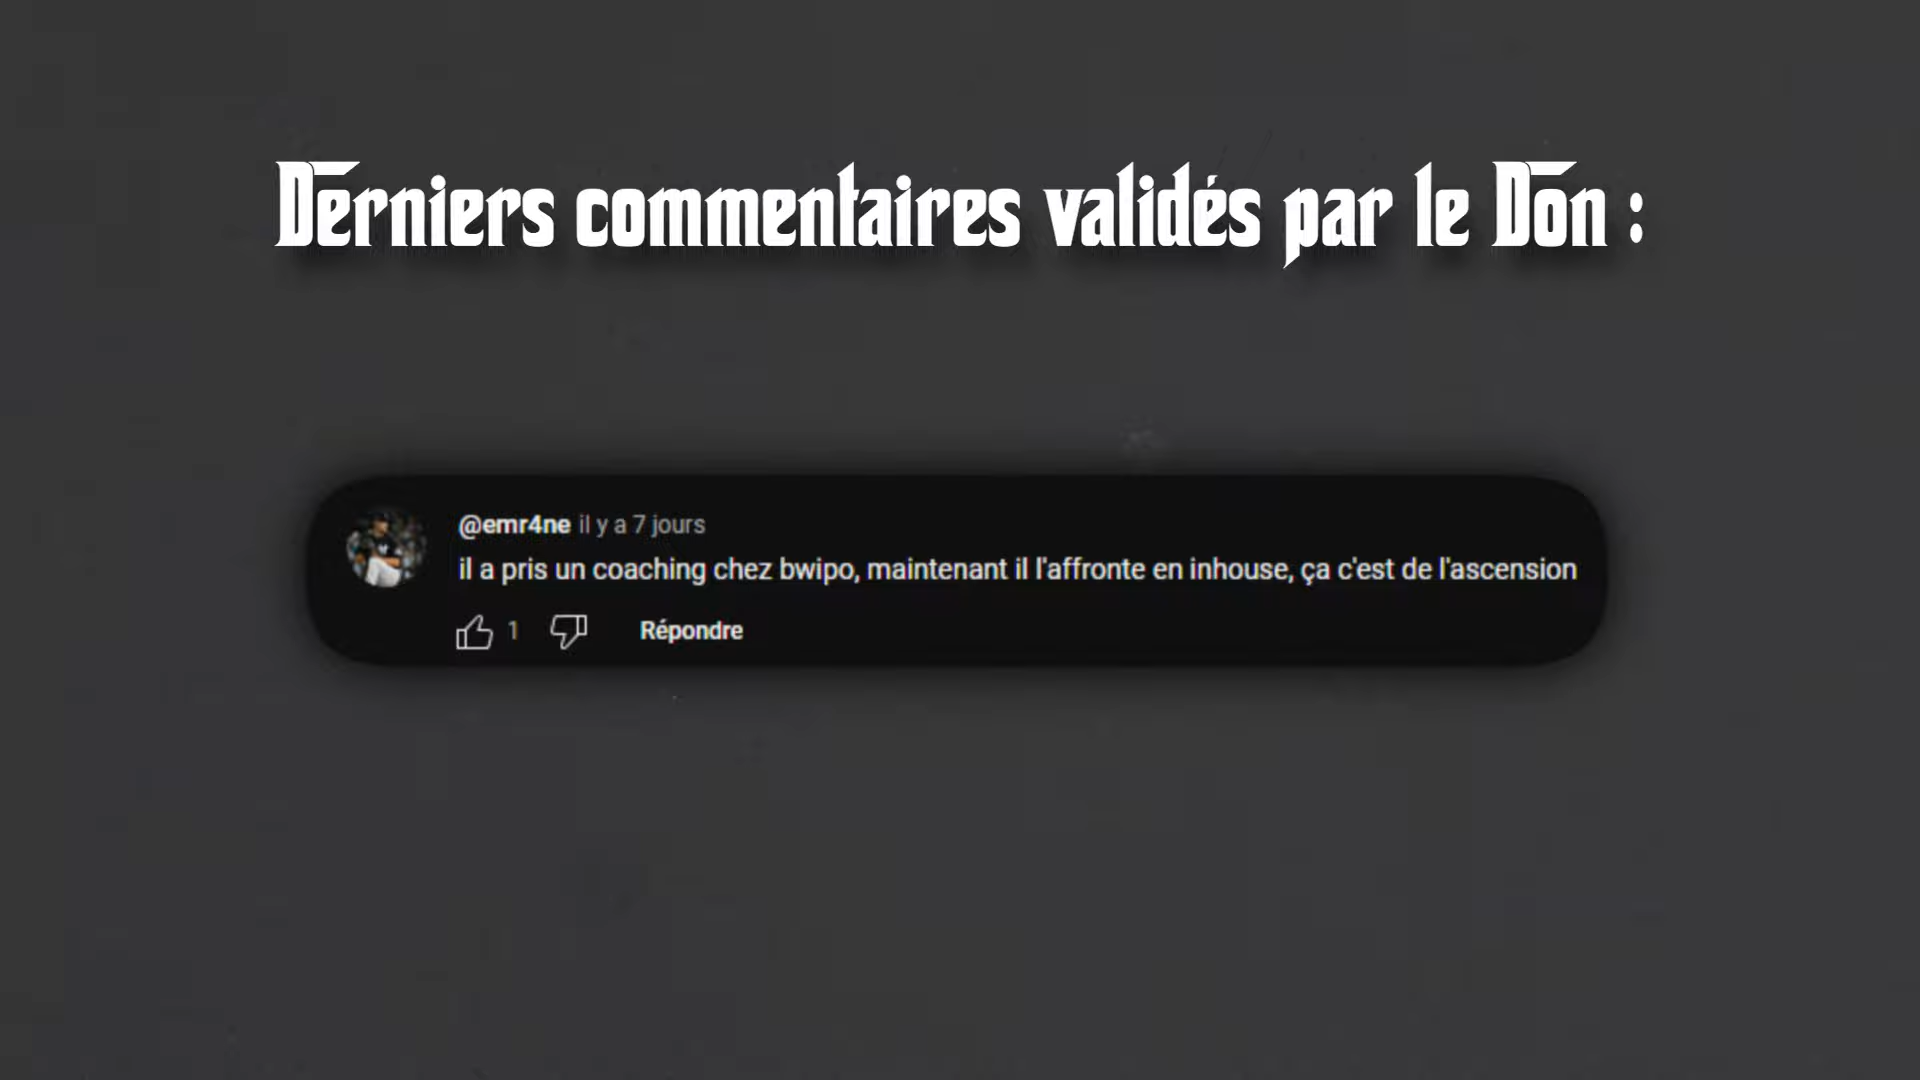 Derniers commentaires validés par le Don :
@emr4ne il y a 7 jours
il a pris un coaching chez bwipo, maintenant il l'affronte en inhouse, ça c'est de l'ascension
1 Répondre